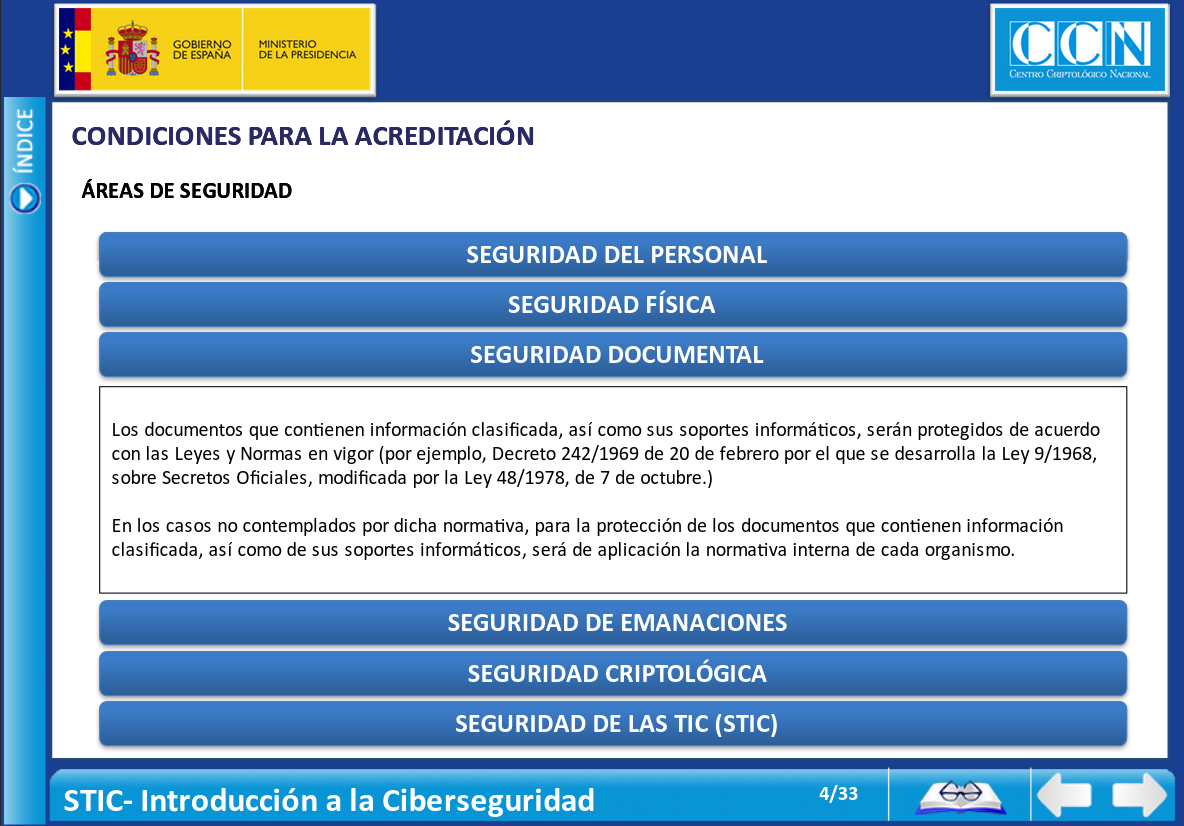 GOBIERNO
DE ESPAÑA
MINISTERIO
DE LA PRESIDENCIA
CCN
CENTRO CRIPTOLÓGICO NACIONAL
ÍNDICE
CONDICIONES PARA LA ACREDITACIÓN
ÁREAS DE SEGURIDAD
SEGURIDAD DEL PERSONAL
SEGURIDAD FÍSICA
SEGURIDAD DOCUMENTAL
Los documentos que contienen información clasificada, así como sus soportes informáticos, serán protegidos de acuerdo
con las Leyes y Normas en vigor (por ejemplo, Decreto 242/1969 de 20 de febrero por el que se desarrolla la Ley 9/1968,
sobre Secretos Oficiales, modificada por la Ley 48/1978, de 7 de octubre.)
En los casos no contemplados por dicha normativa, para la protección de los documentos que contienen información
clasificada, así como de sus soportes informáticos, será de aplicación la normativa interna de cada organismo.
SEGURIDAD DE EMANACIONES
SEGURIDAD CRIPTOLÓGICA
SEGURIDAD DE LAS TIC (STIC)
STIC- Introducción a la Ciberseguridad
4/33